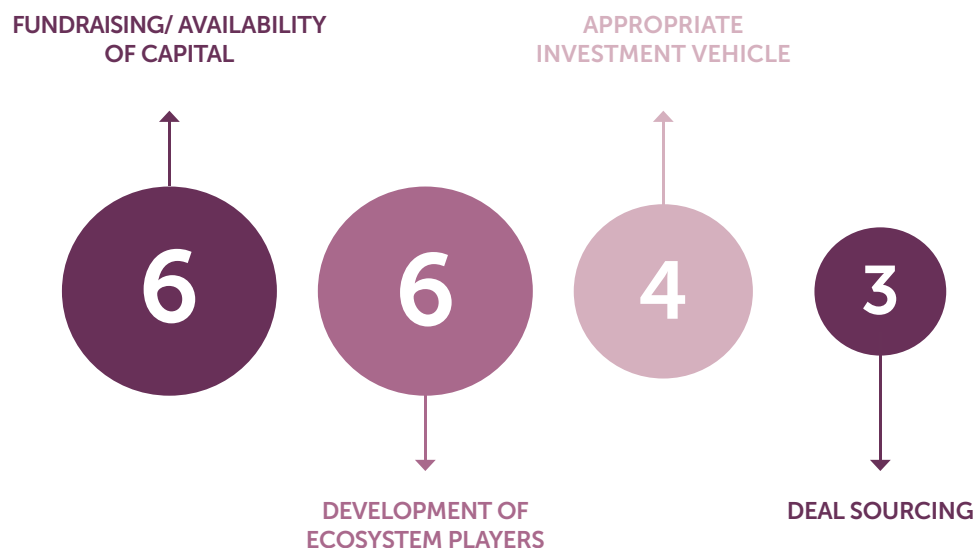 FUNDRAISING/ AVAILABILITY
OF CAPITAL
APPROPRIATE
INVESTMENT VEHICLE
6
6
4
3
DEVELOPMENT OF
ECOSYSTEM PLAYERS
DEAL SOURCING